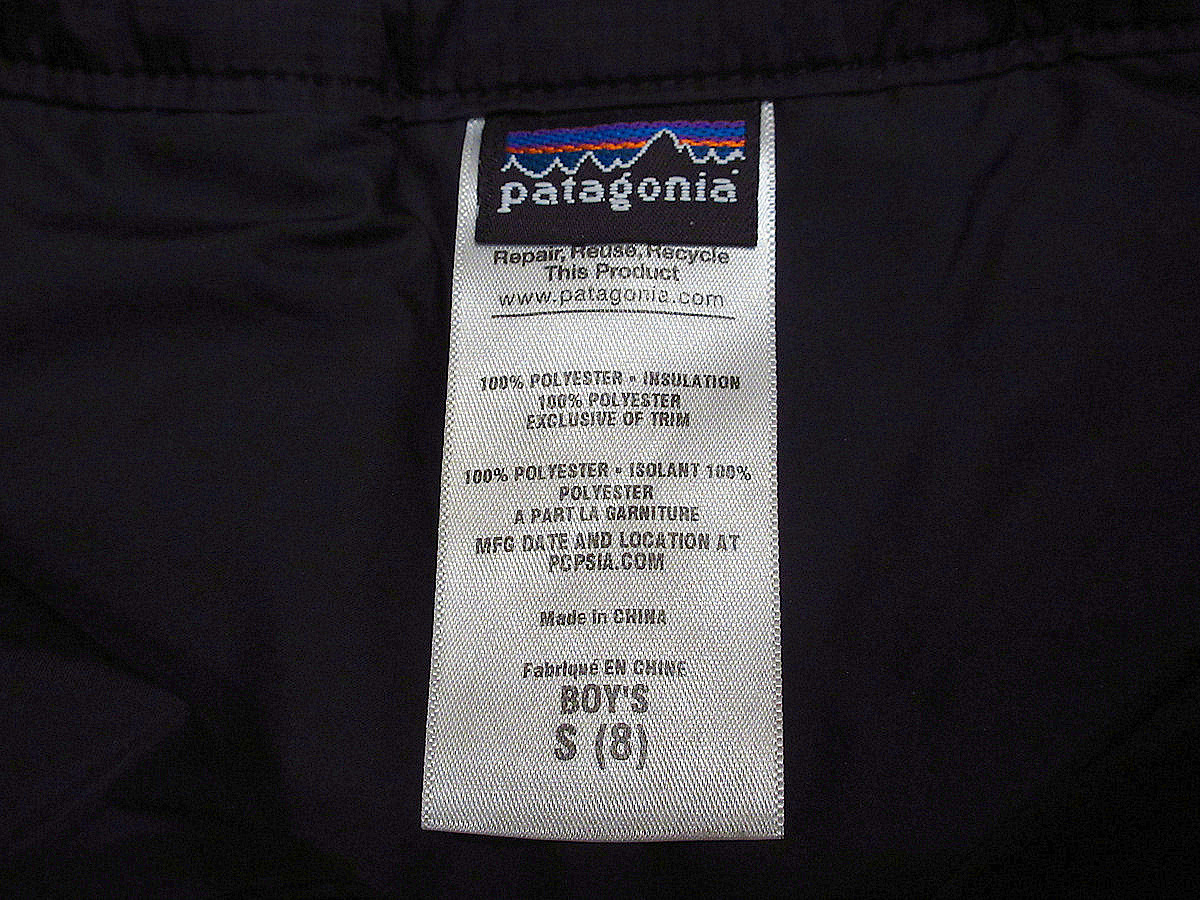 patagonia
Repair, Reuse, Recycle
This Product
www.patagonia.com
100% POLYESTER • INSULATION
100% POLYESTER
EXCLUSIVE OF TRIM
100% POLYESTER • ISOLANT 100%
POLYESTER
A PART LA GARNITURE
MFG DATE AND LOCATION AT
PGPSIA.COM
Made in CHINA
Fabriqué EN CHINE
BOY'S
S (8)